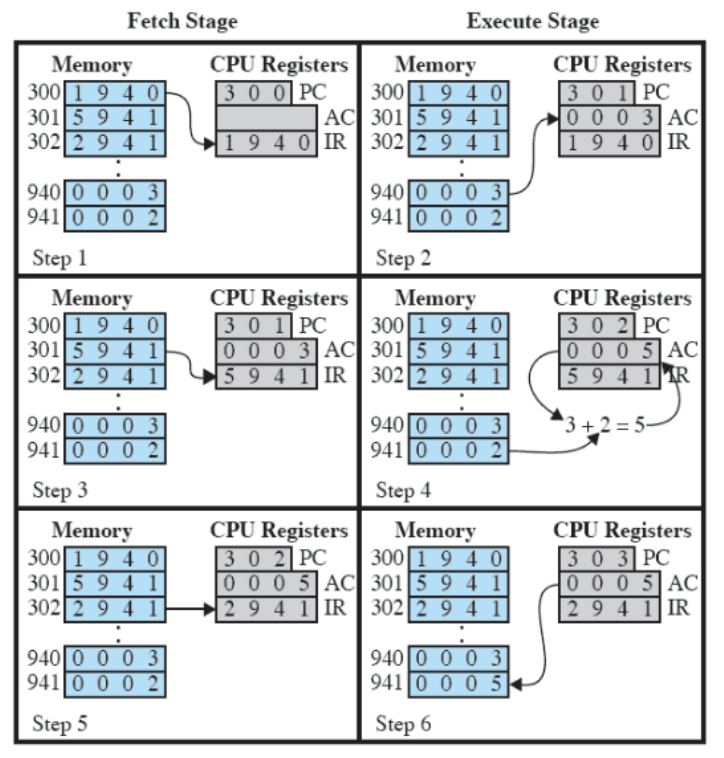 Fetch Stage Execute Stage
Memory CPU Registers Memory CPU Registers
300 1 9 4 0 3 0 0 PC 300 1 9 4 0 3 0 1 PC
301 5 9 4 1 AC 301 5 9 4 1 0 0 0 3 AC
302 2 9 4 1 1 9 4 0 IR 302 2 9 4 1 1 9 4 0 IR
940 0 0 0 3 940 0 0 0 3
941 0 0 0 2 941 0 0 0 2
Step 1 Step 2
Memory CPU Registers Memory CPU Registers
300 1 9 4 0 3 0 1 PC 300 1 9 4 0 3 0 2 PC
301 5 9 4 1 0 0 0 3 AC 301 5 9 4 1 0 0 0 5 AC
302 2 9 4 1 5 9 4 1 IR 302 2 9 4 1 5 9 4 1 IR
940 0 0 0 3 940 0 0 0 3 3 + 2 = 5
941 0 0 0 2 941 0 0 0 2
Step 3 Step 4
Memory CPU Registers Memory CPU Registers
300 1 9 4 0 3 0 2 PC 300 1 9 4 0 3 0 3 PC
301 5 9 4 1 0 0 0 5 AC 301 5 9 4 1 0 0 0 5 AC
302 2 9 4 1 2 9 4 1 IR 302 2 9 4 1 2 9 4 1 IR
940 0 0 0 3 940 0 0 0 3
941 0 0 0 2 941 0 0 0 5
Step 5 Step 6